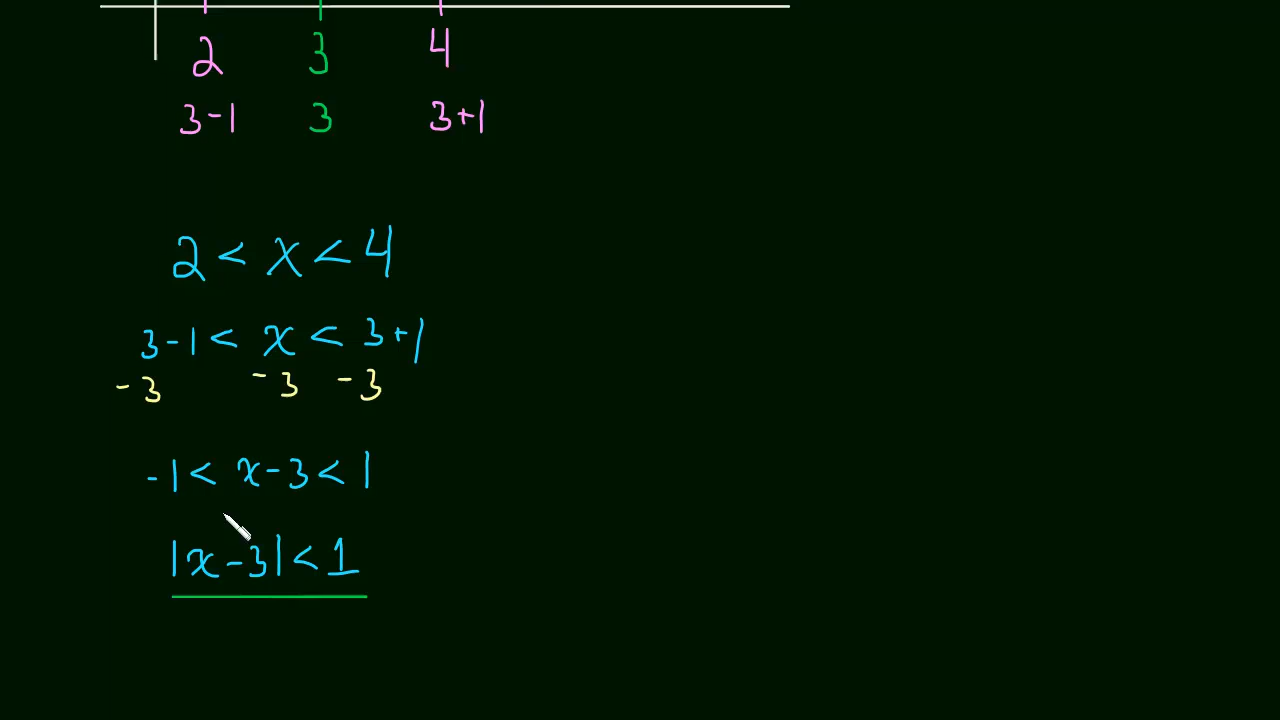 2 3 4
3-1 3 3+1
2 < x < 4
3-1 < x < 3+1
-3 -3 -3
-1 < x-3 < 1
|x-3| < 1